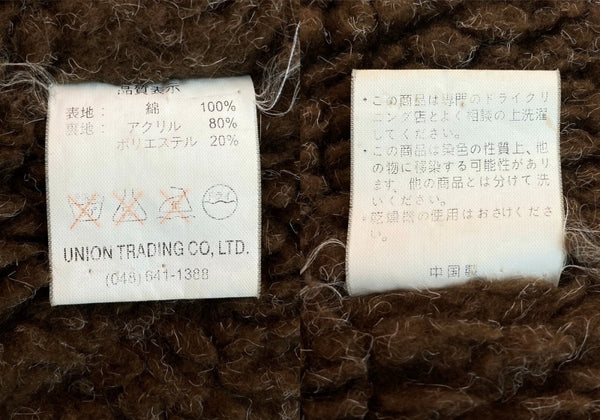 品質表示
表地： 綿 100%
裏地： アクリル 80%
ポリエステル 20%
UNION TRADING CO, LTD.
(048) 641-1388
・この商品は専門のドライクリ
ーニング店とよく相談の上洗濯
してください。
・この商品は染色の性質上、他
の物に移染する可能性があり
ます。他の商品とは分けて洗
いください。
・乾燥機の使用はおさけくださ
い。
中国製